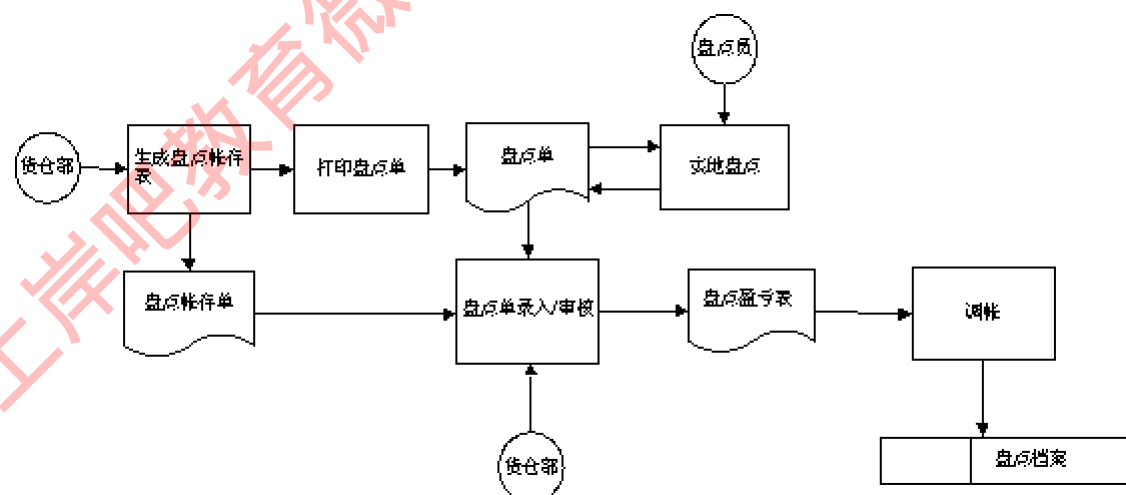 盘点员
货仓部
生成盘点帐存
表
打印盘点单
盘点单
实地盘点
盘点帐存单
盘点单录入/审核
盘点盈亏表
调帐
货仓部
盘点档案
上岸吧教育微